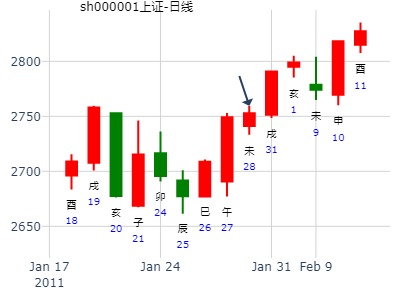 sh000001上证-日线
2800
2750
2700
2650
酉
18
戌
19
亥
20
子
21
卯
24
辰
25
巳
26
午
27
未
28
戌
31
亥
1
未
9
申
10
酉
11
Jan 17
2011
Jan 24
Jan 31
Feb 9